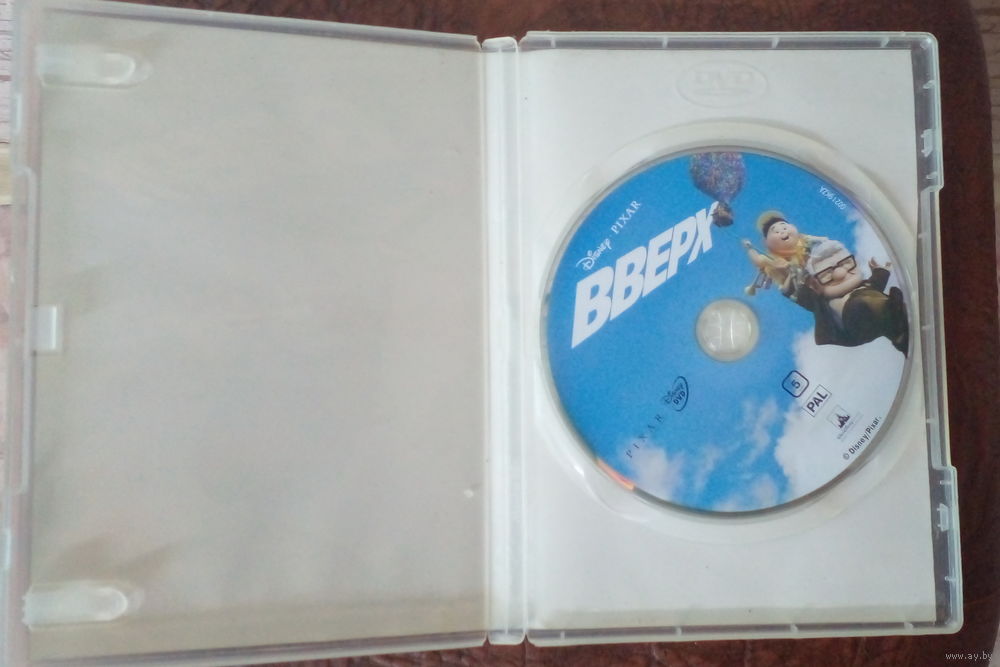 DVD
Disney · PIXAR
ВВЕРХ
PIXAR
Disney
DVD
5
PAL
© Disney/Pixar.
www.ay.by